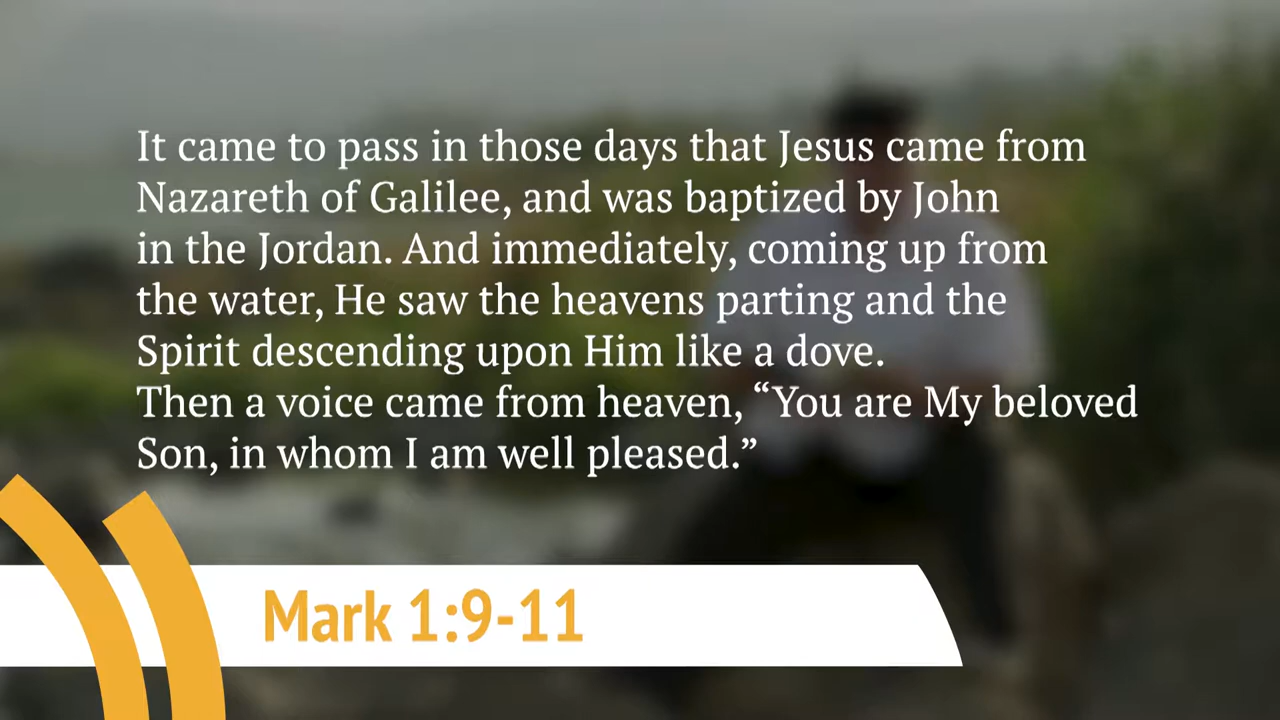 It came to pass in those days that Jesus came from
Nazareth of Galilee, and was baptized by John
in the Jordan. And immediately, coming up from
the water, He saw the heavens parting and the
Spirit descending upon Him like a dove.
Then a voice came from heaven, “You are My beloved
Son, in whom I am well pleased.”
Mark 1:9-11